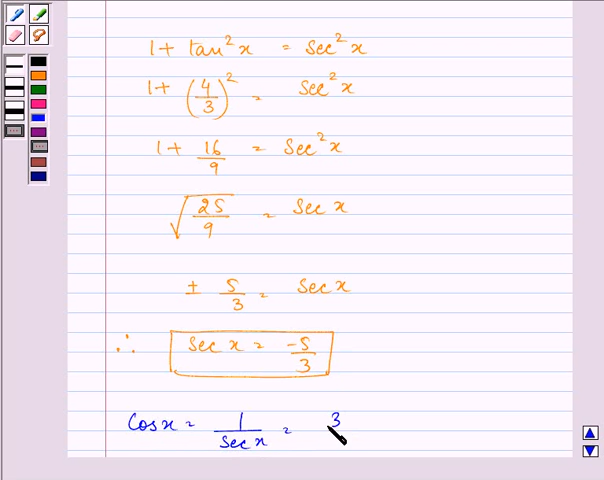 1 + tan²x = sec²x
1 + (4/3)² = sec²x
1 + 16/9 = sec²x
√(25/9) = sec x
± 5/3 = sec x
∴ sec x = -5/3
cos x = 1/sec x = 3